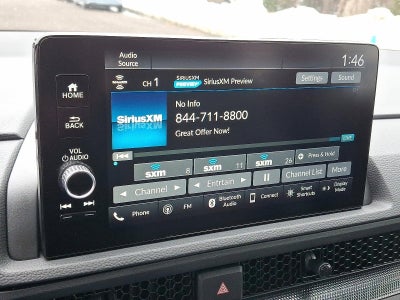 Audio
Source
1:46
HOME
BACK
VOL
AUDIO
CH 1
SIRIUSXM
PREVIEW
SiriusXM Preview
Settings
Sound
SiriusXM
No Info
844-711-8800
Great Offer Now!
sxm 8
sxm 11
sxm 26
+ Press & Hold
Channel
Entrtain
Channel List
More
Phone
FM
Bluetooth
Audio
Connect
Smart
Shortcuts
Display
Mode